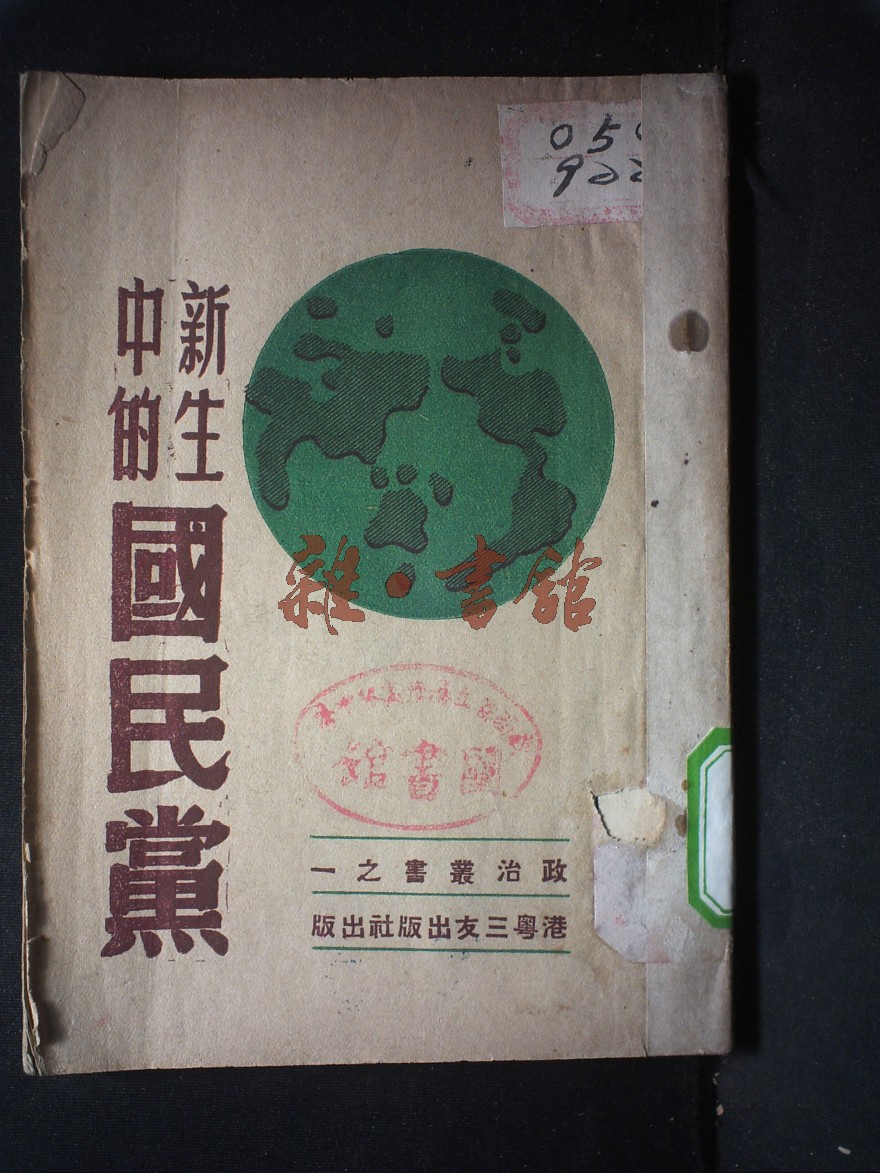 新生
中的
國民黨
雜·書館
圖書館
政治叢書之一
港粵三友出版社出版